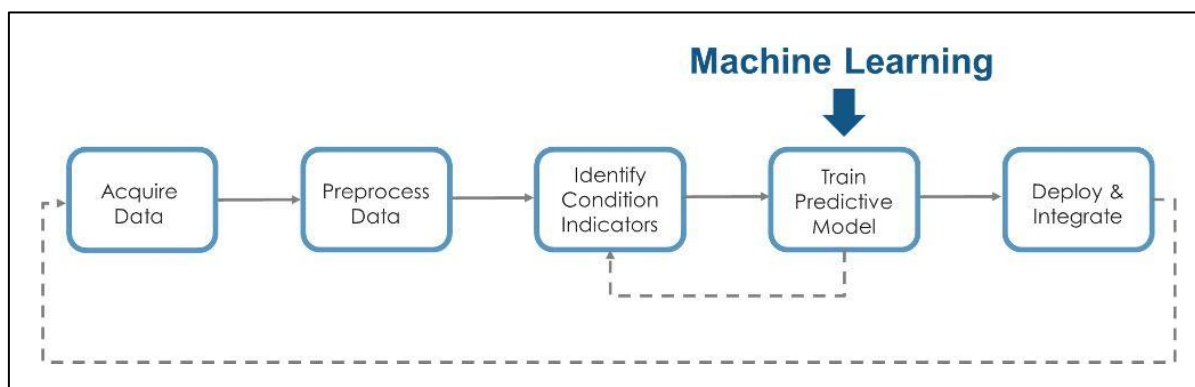 Machine Learning
Acquire
Data
Preprocess
Data
Identify
Condition
Indicators
Train
Predictive
Model
Deploy &
Integrate